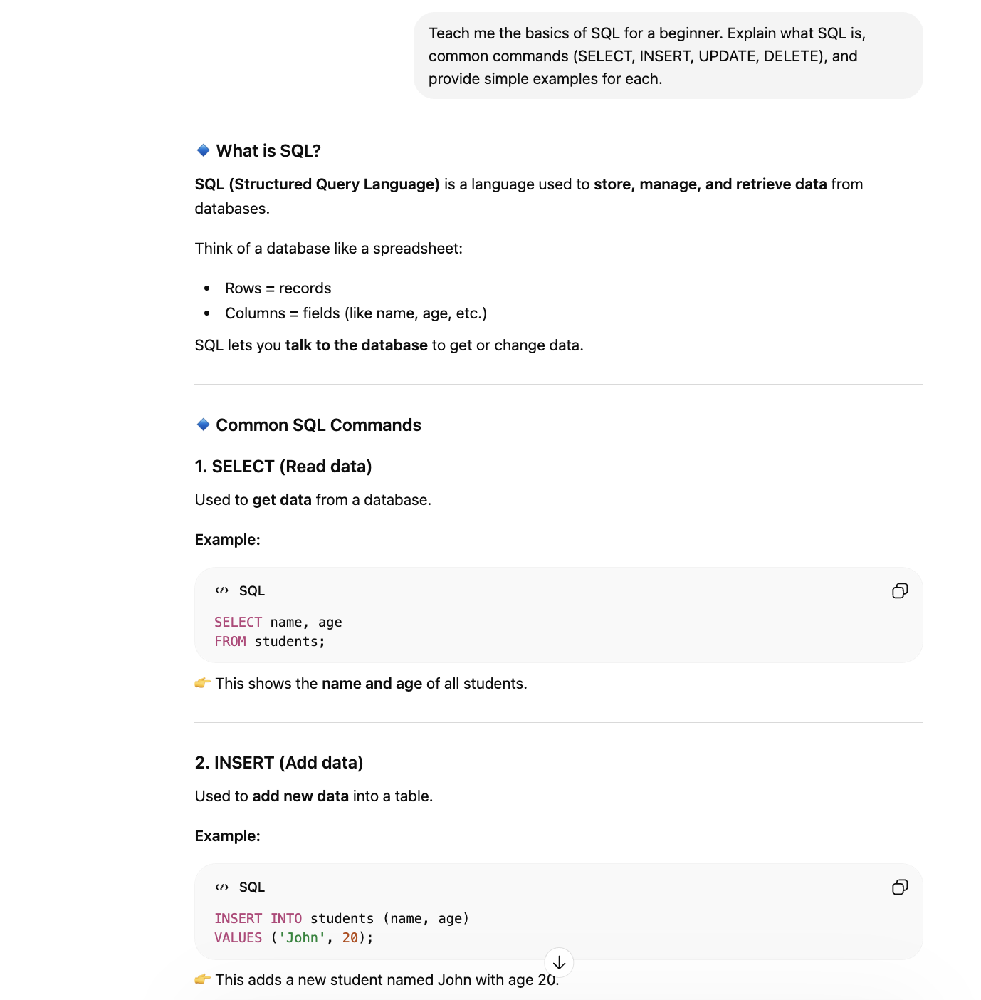 Teach me the basics of SQL for a beginner. Explain what SQL is,
common commands (SELECT, INSERT, UPDATE, DELETE), and
provide simple examples for each.
🔹 What is SQL?
SQL (Structured Query Language) is a language used to store, manage, and retrieve data from
databases.
Think of a database like a spreadsheet:
• Rows = records
• Columns = fields (like name, age, etc.)
SQL lets you talk to the database to get or change data.
🔹 Common SQL Commands
1. SELECT (Read data)
Used to get data from a database.
Example:
SQL
SELECT name, age
FROM students;
👉 This shows the name and age of all students.
2. INSERT (Add data)
Used to add new data into a table.
Example:
SQL
INSERT INTO students (name, age)
VALUES ('John', 20);
👉 This adds a new student named John with age 20.